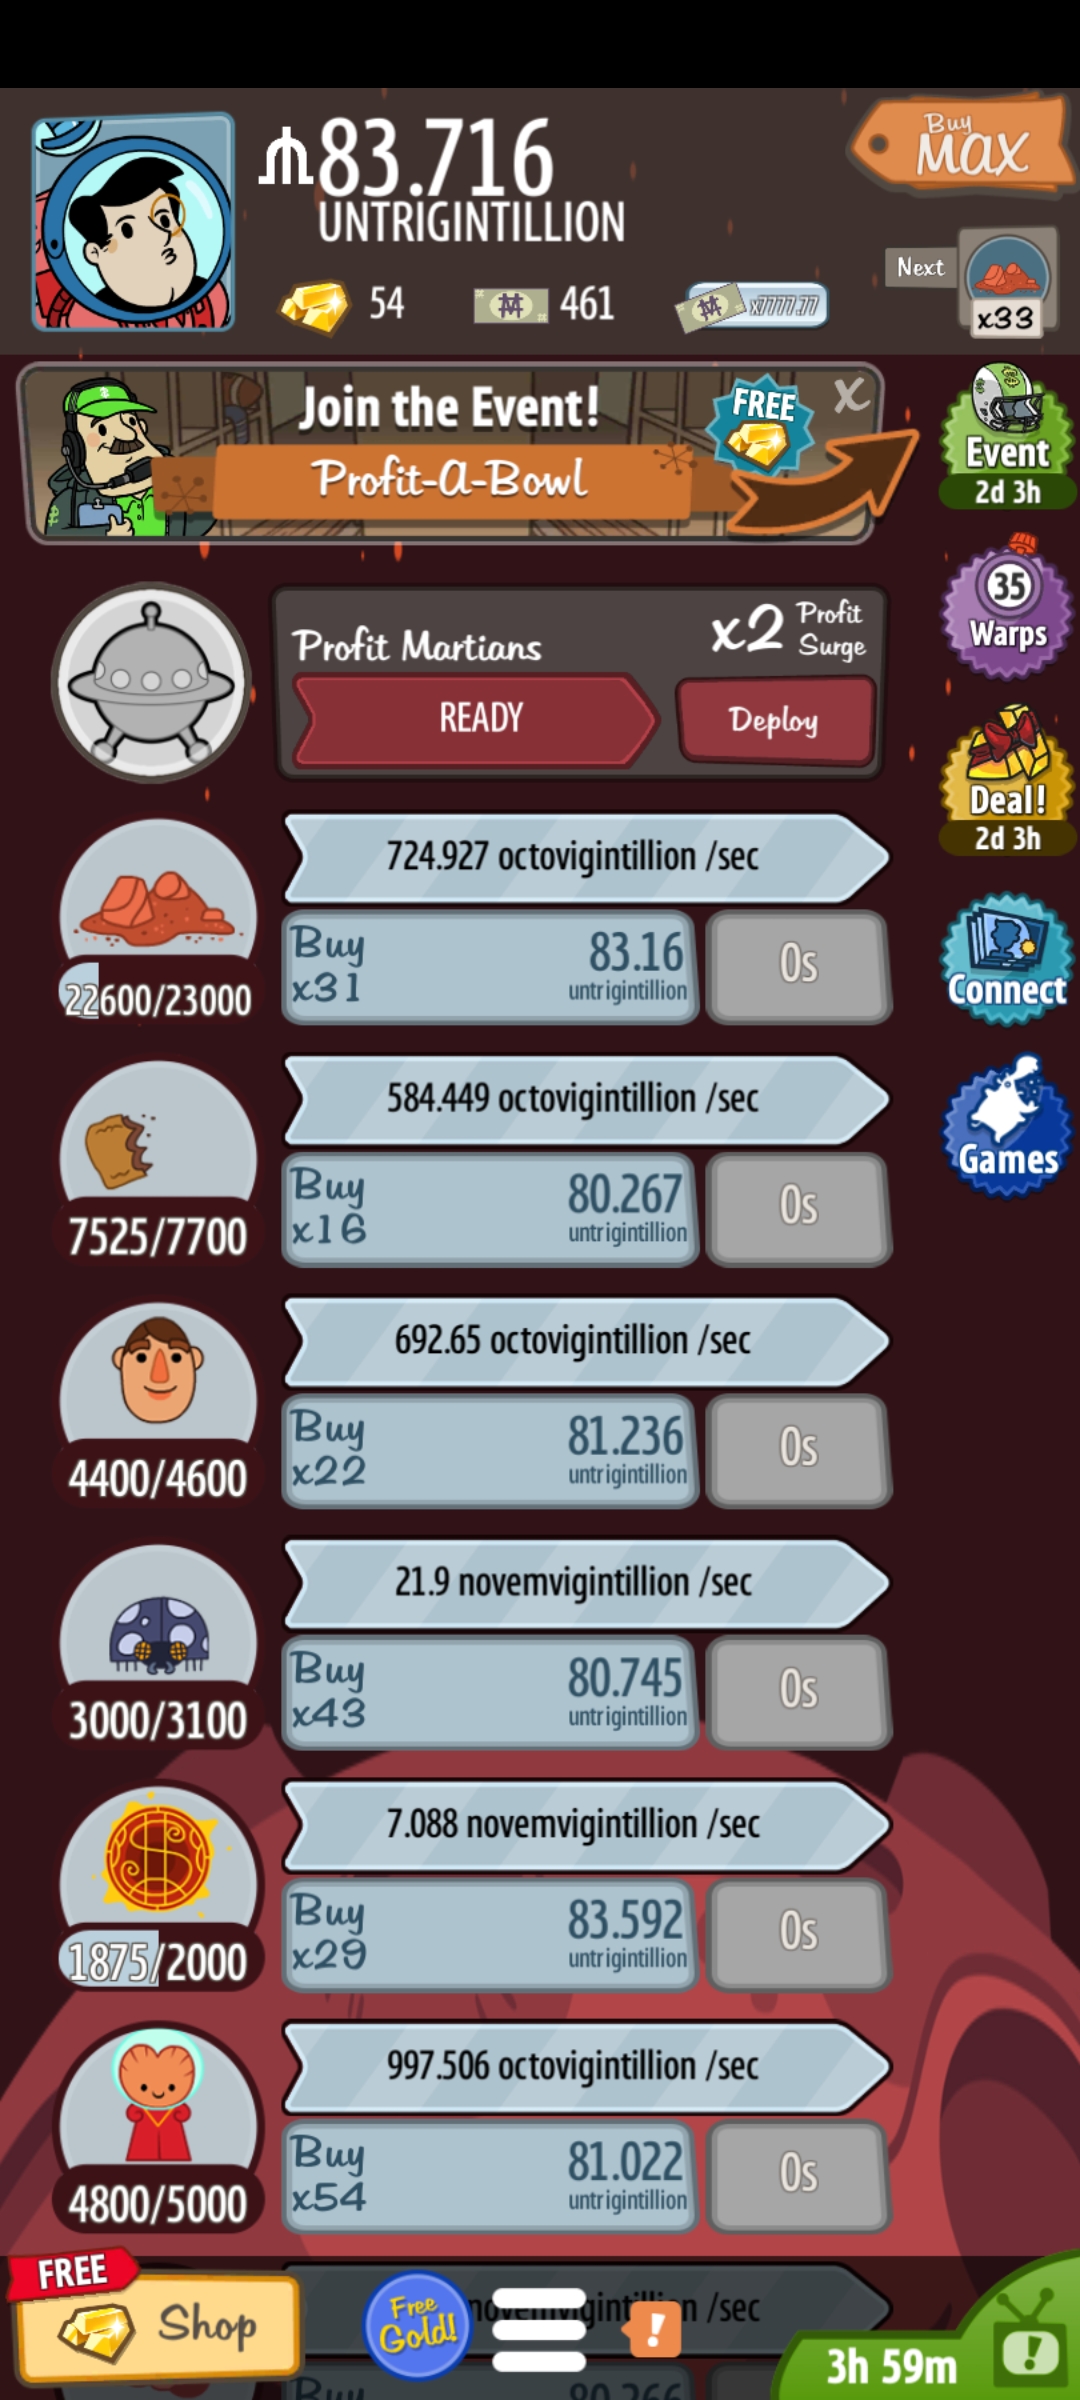 83.716
UNTRIGINTILLION
Buy
MAX
54
461
x7777.77
Next
x33
Join the Event!
Profit-A-Bowl
FREE
X
Event
2d 3h
35
Warps
Profit Martians
x2 Profit
Surge
READY
Deploy
Deal!
2d 3h
724.927 octovigintillion /sec
Buy
x31
83.16
untrigintillion
0s
22600/23000
Connect
584.449 octovigintillion /sec
Buy
x16
80.267
untrigintillion
0s
7525/7700
Games
692.65 octovigintillion /sec
Buy
x22
81.236
untrigintillion
0s
4400/4600
21.9 novemvigintillion /sec
Buy
x43
80.745
untrigintillion
0s
3000/3100
7.088 novemvigintillion /sec
Buy
x29
83.592
untrigintillion
0s
1875/2000
997.506 octovigintillion /sec
Buy
x54
81.022
untrigintillion
0s
4800/5000
FREE
Shop
Free
Gold!
!
/sec
3h 59m
!
Buy
80.266